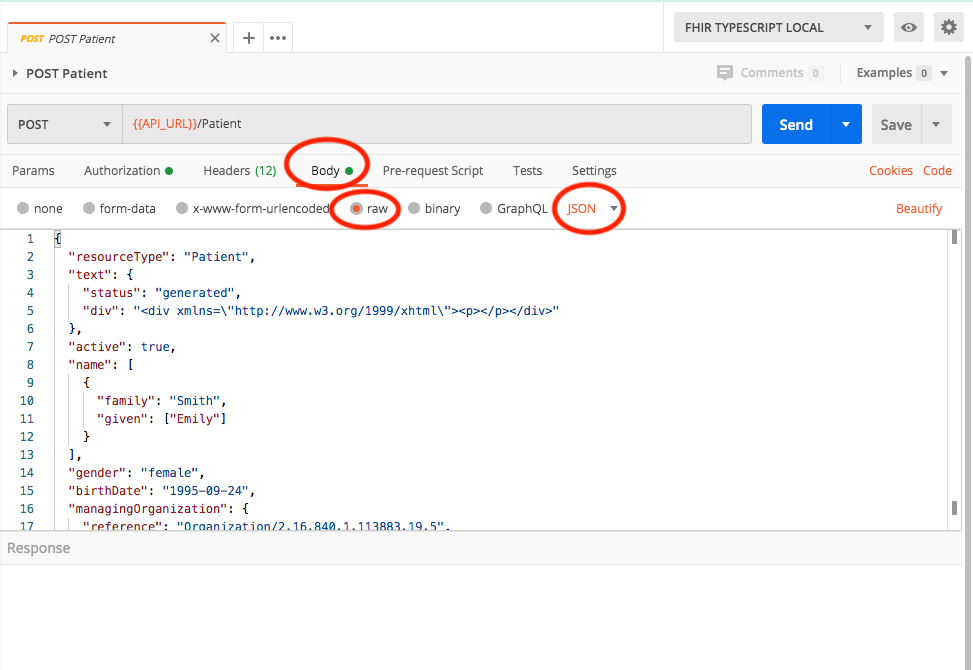 POST POST Patient
FHIR TYPESCRIPT LOCAL
POST Patient
Comments 0
Examples 0
POST
{{API_URL}}/Patient
Send
Save
Params Authorization Headers (12) Body Pre-request Script Tests Settings Cookies Code
none form-data x-www-form-urlencoded raw binary GraphQL JSON Beautify
1 {
2 "resourceType": "Patient",
3 "text": {
4 "status": "generated",
5 "div": "<div xmlns=\"http://www.w3.org/1999/xhtml\"><p></p></div>"
6 },
7 "active": true,
8 "name": [
9 {
10 "family": "Smith",
11 "given": ["Emily"]
12 }
13 ],
14 "gender": "female",
15 "birthDate": "1995-09-24",
16 "managingOrganization": {
17 "reference": "Organization/2.16.840.1.113883.19.5",
Response